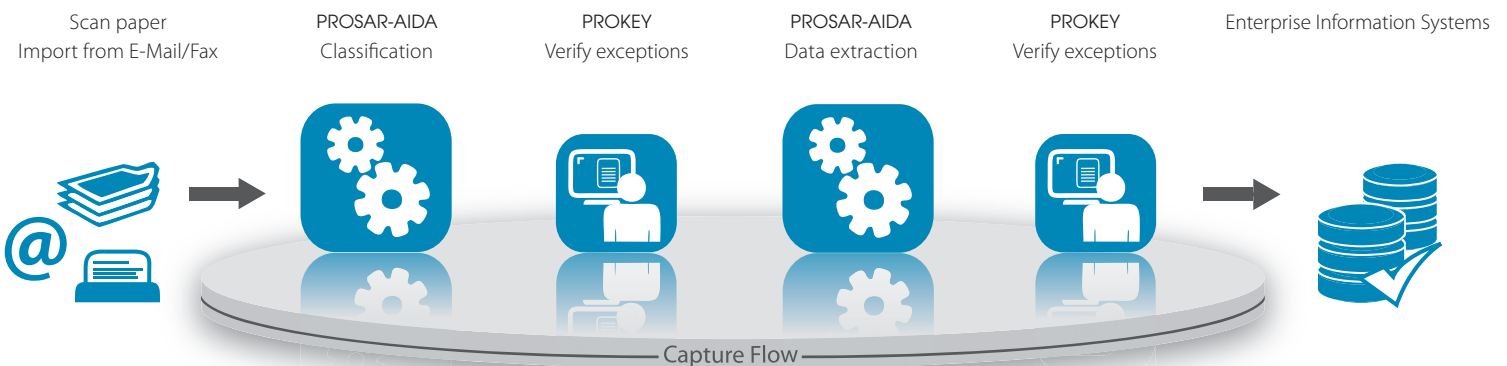 Scan paper
Import from E-Mail/Fax
PROSAR-AIDA
Classification
PROKEY
Verify exceptions
PROSAR-AIDA
Data extraction
PROKEY
Verify exceptions
Enterprise Information Systems
@
Capture Flow